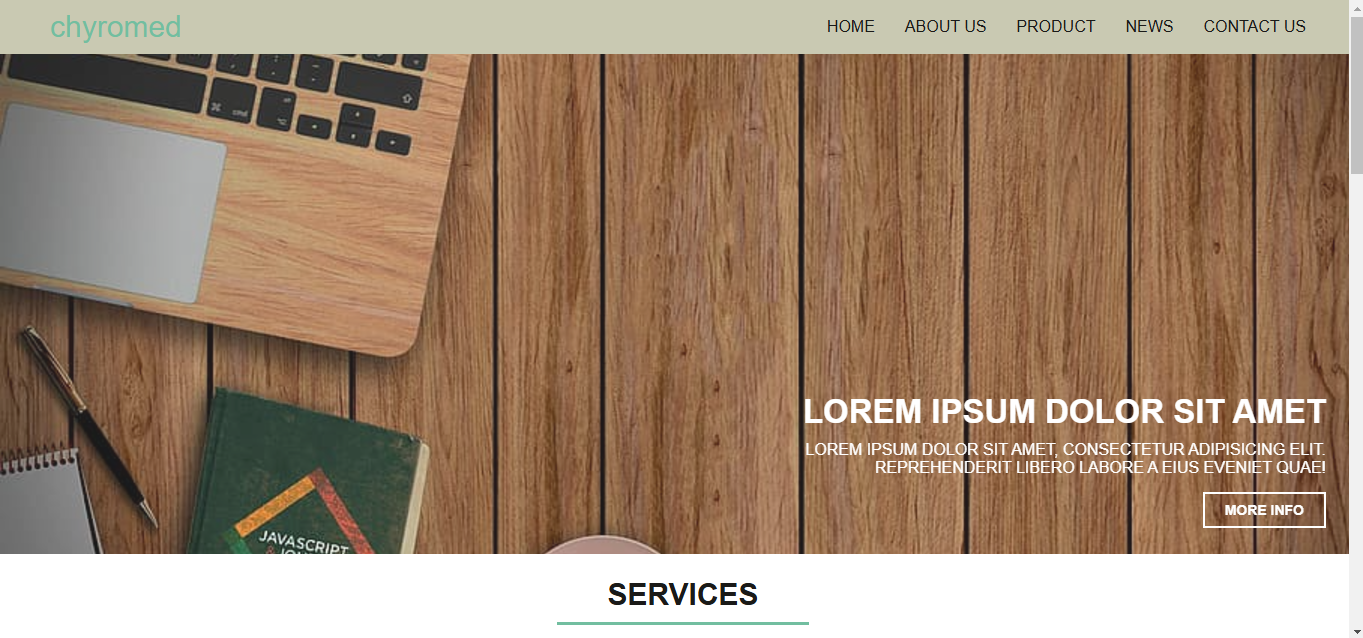 chyromed
HOME ABOUT US PRODUCT NEWS CONTACT US
cmd
JAVASCRIPT
LOREM IPSUM DOLOR SIT AMET
LOREM IPSUM DOLOR SIT AMET, CONSECTETUR ADIPISICING ELIT.
REPREHENDERIT LIBERO LABORE A EIUS EVENIET QUAE!
MORE INFO
SERVICES